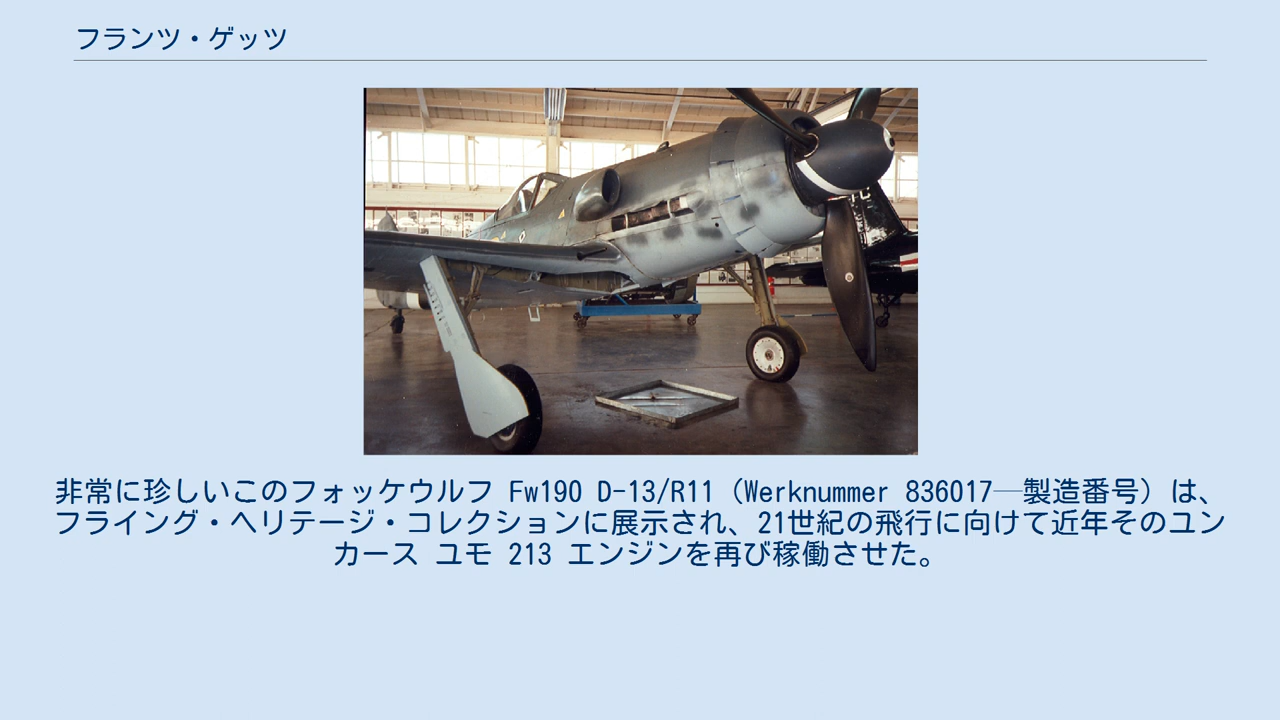 フランツ・ゲッツ
非常に珍しいこのフォッケウルフ Fw190 D-13/R11（Werknummer 836017―製造番号）は、
フライング・ヘリテージ・コレクションに展示され、21世紀の飛行に向けて近年そのユン
カース ユモ 213 エンジンを再び稼働させた。